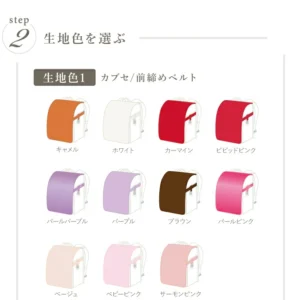 step
2 生地色を選ぶ
生地色1 カブセ/前締めベルト
キャメル ホワイト カーマイン ビビッドピンク
パールパープル パープル ブラウン パールピンク
ベージュ ベビーピンク サーモンピンク